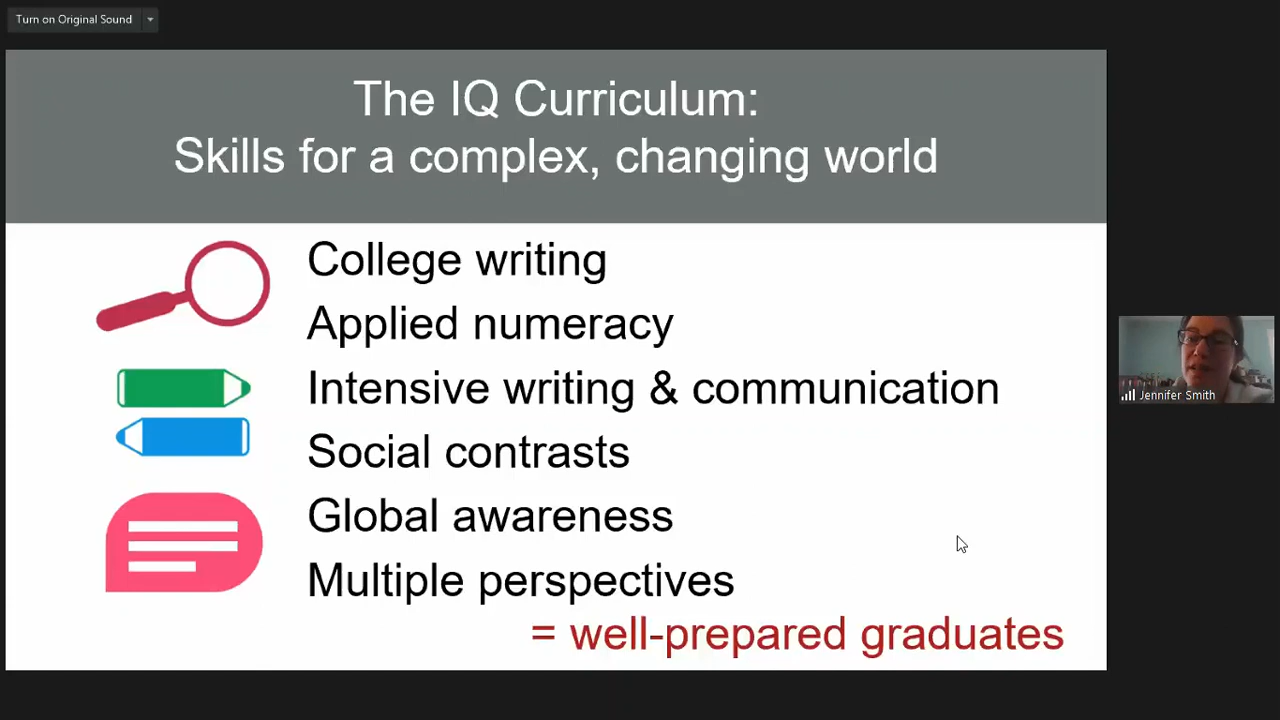 Turn on Original Sound
The IQ Curriculum:
Skills for a complex, changing world
College writing
Applied numeracy
Intensive writing & communication
Social contrasts
Global awareness
Multiple perspectives
= well-prepared graduates
Jennifer Smith